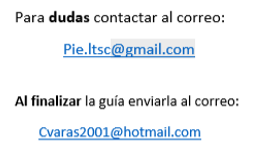 Para dudas contactar al correo:
Pie.ltsc@gmail.com
Al finalizar la guía enviarla al correo:
Cvaras2001@hotmail.com